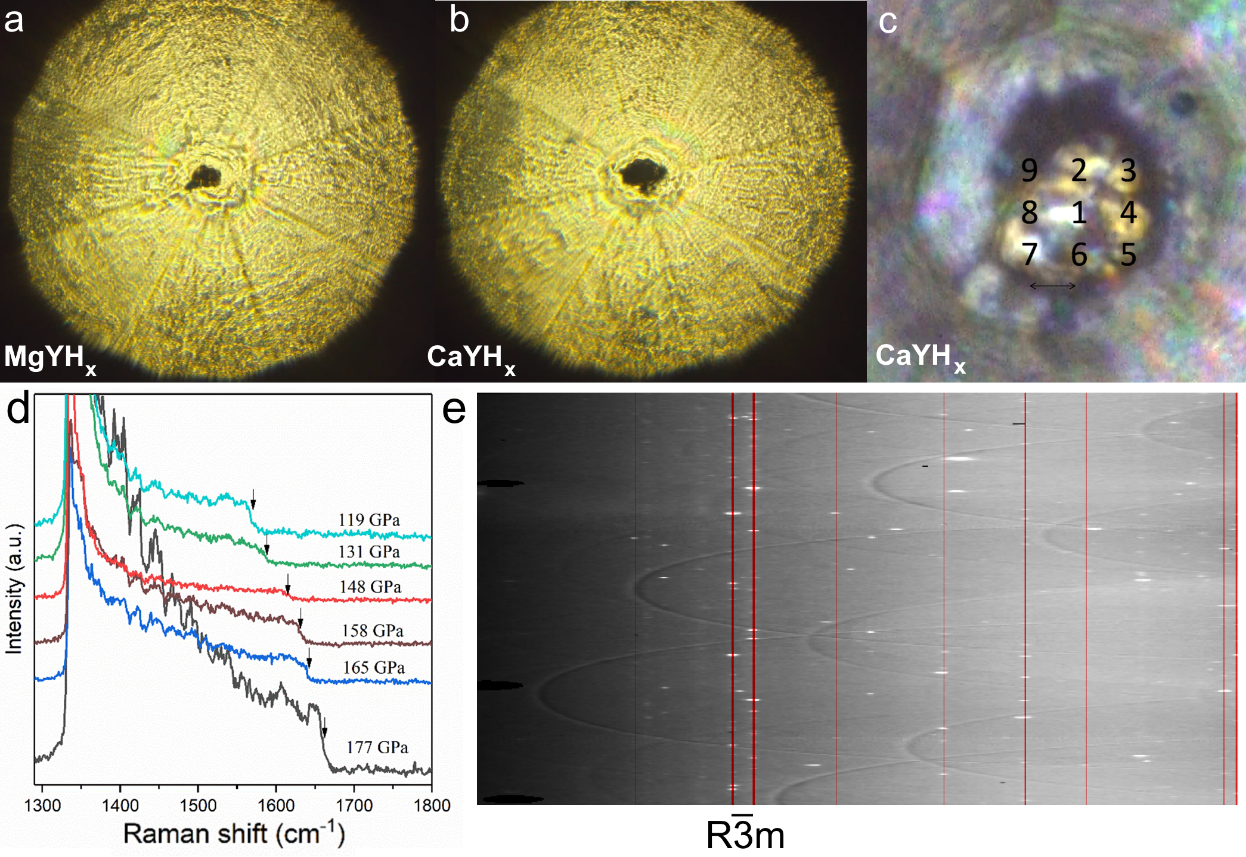 a
b
c
9 2 3
8 1 4
7 6 5
MgYHx
CaYHx
CaYHx
d
e
Intensity (a.u.)
119 GPa
131 GPa
148 GPa
158 GPa
165 GPa
177 GPa
1300 1400 1500 1600 1700 1800
Raman shift (cm⁻¹)
R3̅m